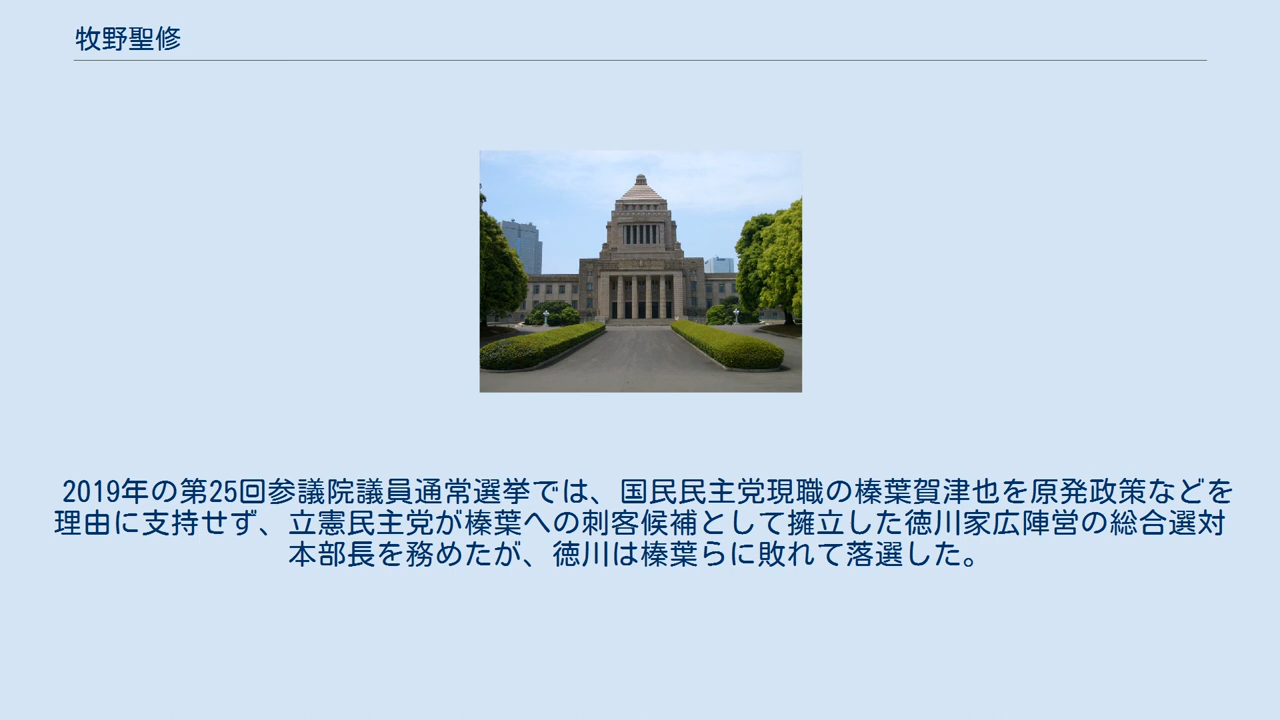 牧野聖修
2019年の第25回参議院議員通常選挙では、国民民主党現職の榛葉賀津也を原発政策などを
理由に支持せず、立憲民主党が榛葉への刺客候補として擁立した徳川家広陣営の総合選対
本部長を務めたが、徳川は榛葉らに敗れて落選した。